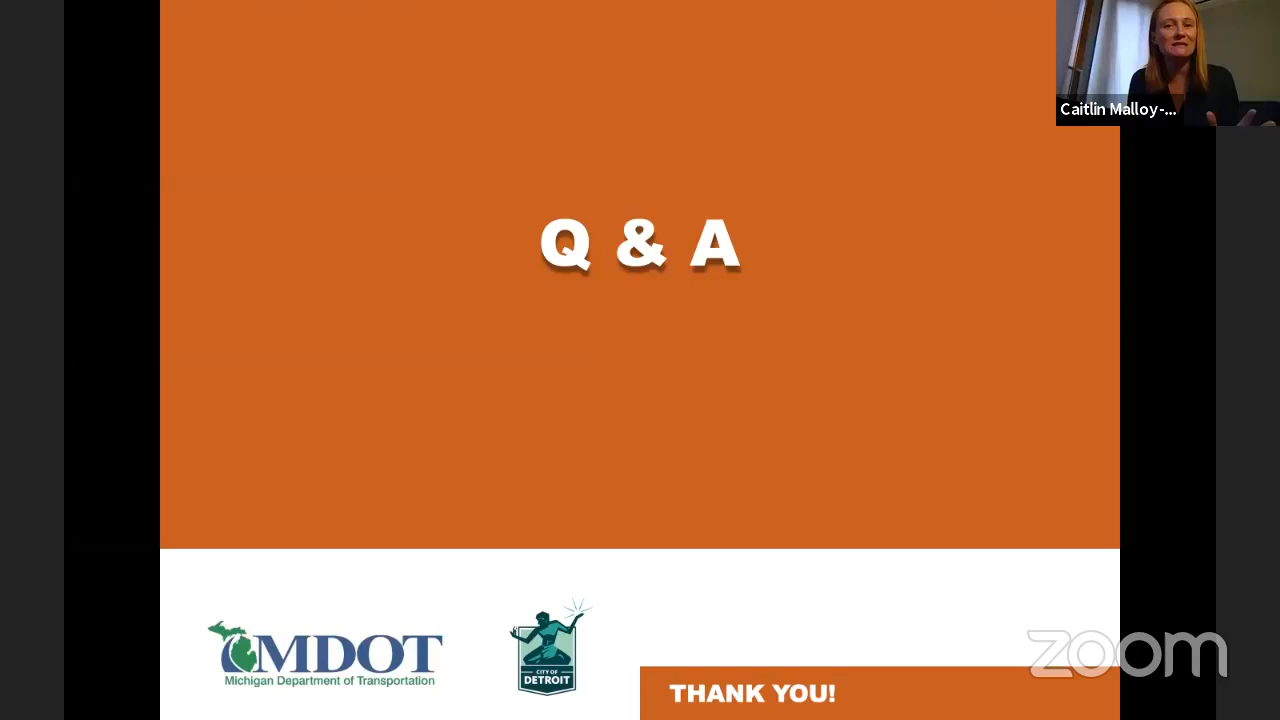 Caitlin Malloy-...
Q & A
MDOT
Michigan Department of Transportation
CITY OF
DETROIT
THANK YOU!
zoom